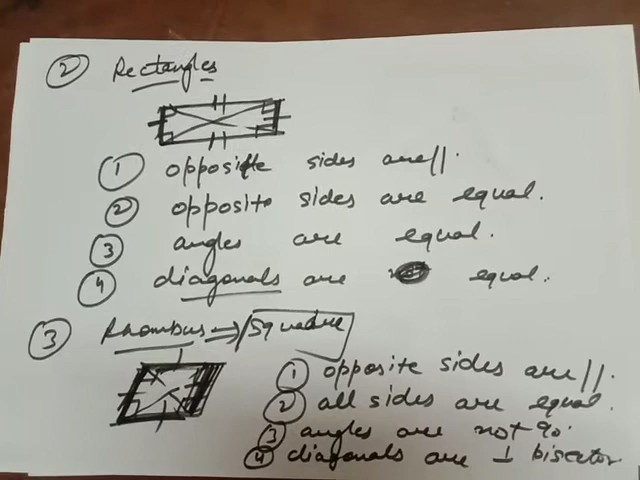 ② Rectangles
① opposite sides are //.
② opposite sides are equal.
③ angles are equal.
④ diagonals are equal.
③ Rhombus ⇒ Square
① opposite sides are //.
② all sides are equal.
③ angles are not 90.
④ diagonals are ⊥ bisector